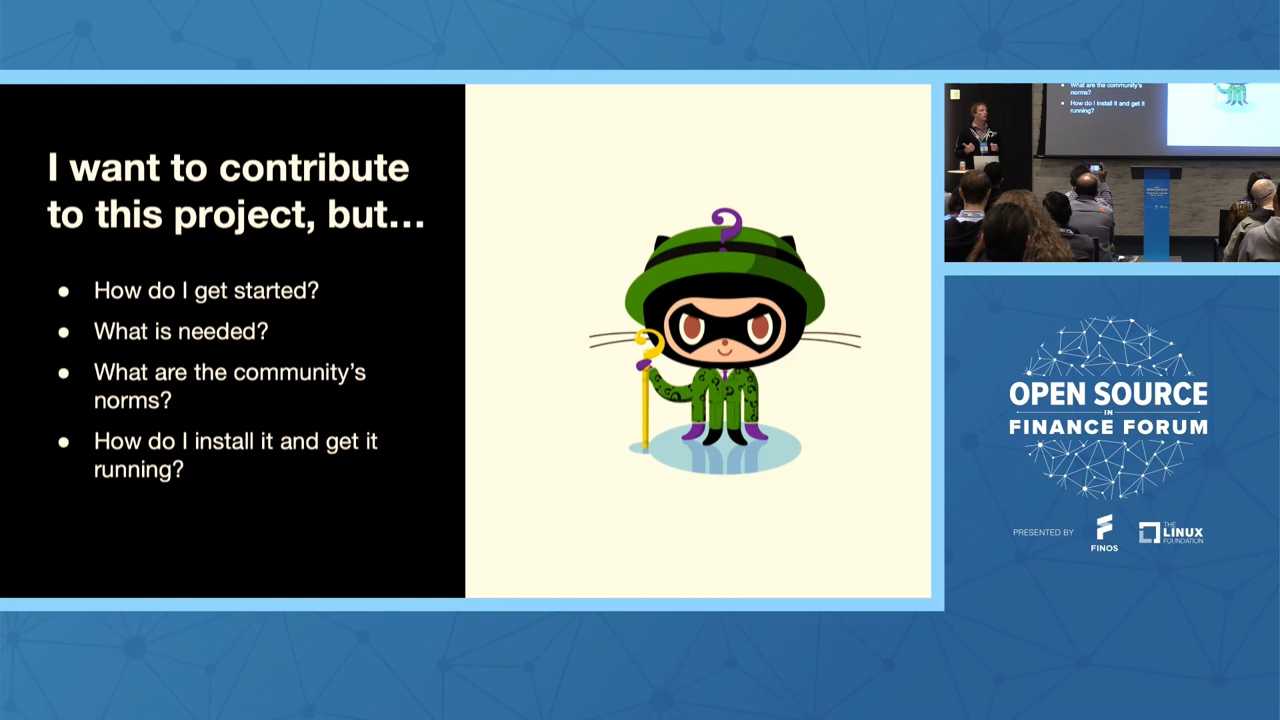 I want to contribute
to this project, but...
● How do I get started?
● What is needed?
● What are the community's
norms?
● How do I install it and get it
running?
● What are the community's
norms?
● How do I install it and get it
running?
OPEN SOURCE
IN
FINANCE FORUM
PRESENTED BY
FINOS
THE
LINUX
FOUNDATION